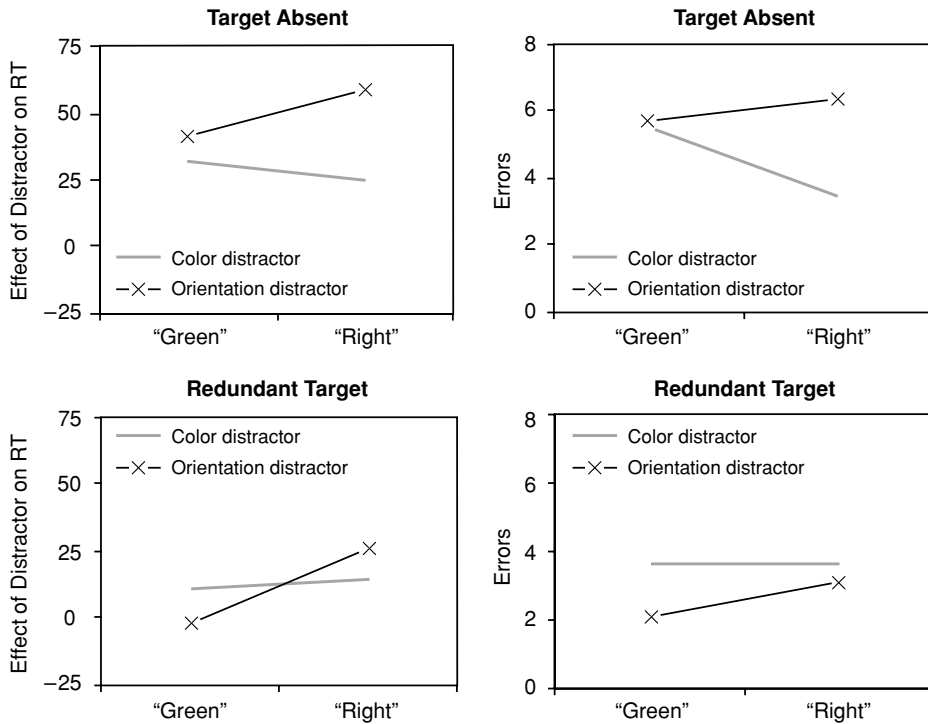 Target Absent
75
50
25
0
−25
Effect of Distractor on RT
Color distractor
Orientation distractor
“Green” “Right”
Target Absent
8
6
4
2
0
Errors
Color distractor
Orientation distractor
“Green” “Right”
Redundant Target
75
50
25
0
−25
Effect of Distractor on RT
Color distractor
Orientation distractor
“Green” “Right”
Redundant Target
8
6
4
2
0
Errors
Color distractor
Orientation distractor
“Green” “Right”